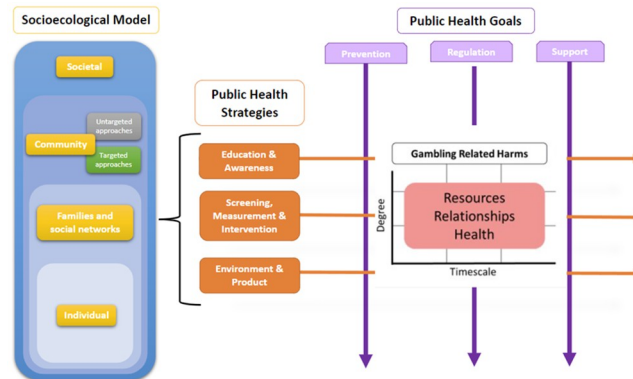 Socioecological Model
Societal
Untargeted
approaches
Community
Targeted
approaches
Families and
social networks
Individual
Public Health
Strategies
Education &
Awareness
Screening,
Measurement &
Intervention
Environment &
Product
Public Health Goals
Prevention
Regulation
Support
Gambling Related Harms
Degree
Resources
Relationships
Health
Timescale